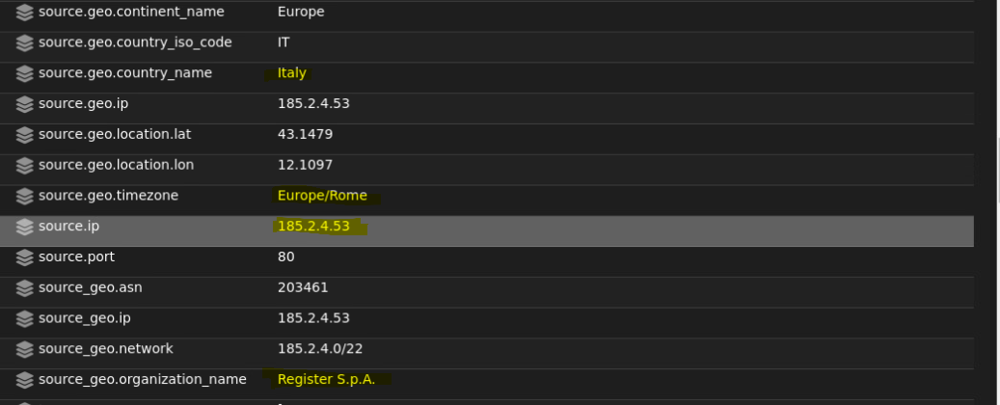 source.geo.continent_name Europe
source.geo.country_iso_code IT
source.geo.country_name Italy
source.geo.ip 185.2.4.53
source.geo.location.lat 43.1479
source.geo.location.lon 12.1097
source.geo.timezone Europe/Rome
source.ip 185.2.4.53
source.port 80
source_geo.asn 203461
source_geo.ip 185.2.4.53
source_geo.network 185.2.4.0/22
source_geo.organization_name Register S.p.A.